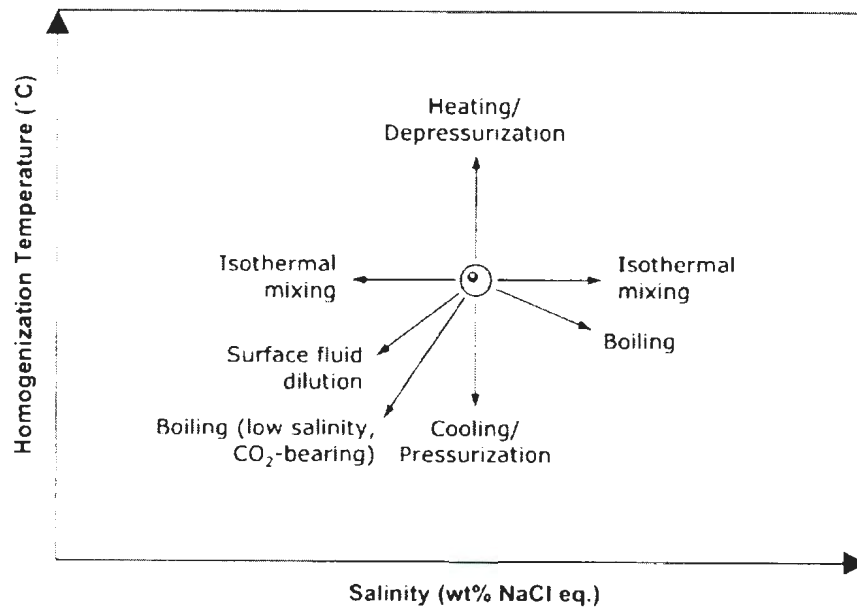 Homogenization Temperature (°C)
Heating/
Depressurization
Isothermal
mixing
Isothermal
mixing
Boiling
Surface fluid
dilution
Boiling (low salinity,
CO₂-bearing)
Cooling/
Pressurization
Salinity (wt% NaCl eq.)